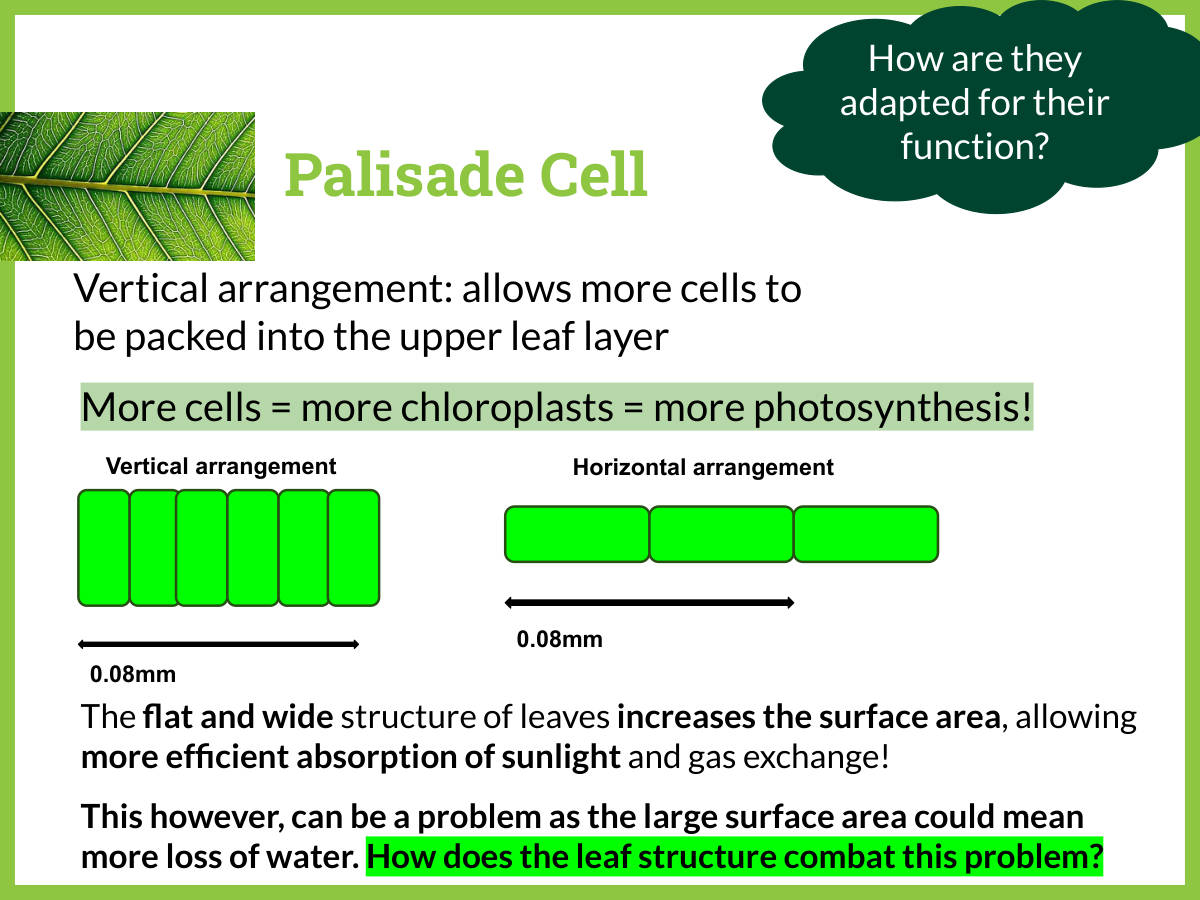 How are they
adapted for their
function?
Palisade Cell
Vertical arrangement: allows more cells to
be packed into the upper leaf layer
More cells = more chloroplasts = more photosynthesis!
Vertical arrangement
Horizontal arrangement
0.08mm
0.08mm
The flat and wide structure of leaves increases the surface area, allowing
more efficient absorption of sunlight and gas exchange!
This however, can be a problem as the large surface area could mean
more loss of water. How does the leaf structure combat this problem?